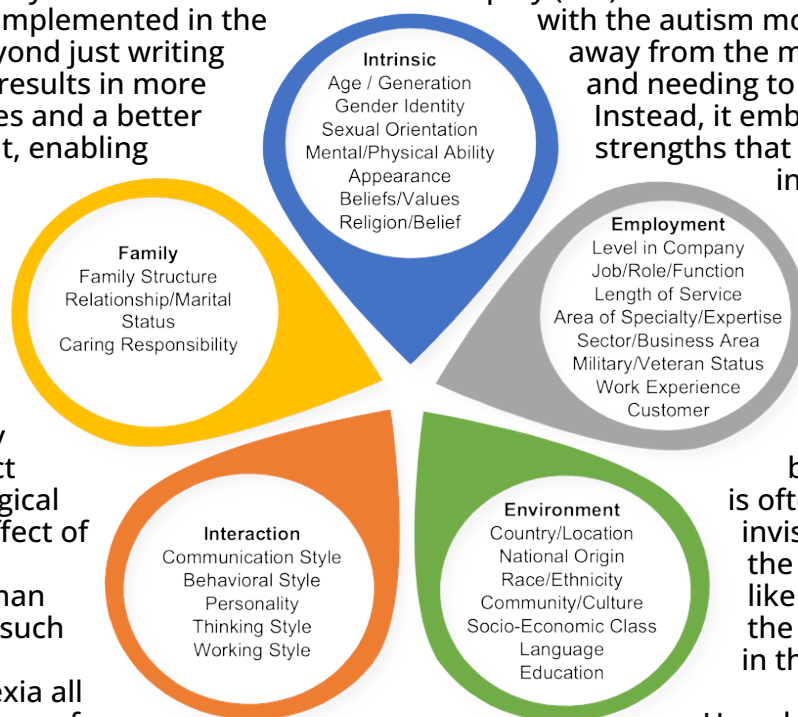 mplemented in the
yond just writing
results in more
es and a better
t, enabling
with the autism mo
away from the m
and needing to
Instead, it emb
strengths that
in
Intrinsic
Age / Generation
Gender Identity
Sexual Orientation
Mental/Physical Ability
Appearance
Beliefs/Values
Religion/Belief
Family
Family Structure
Relationship/Marital
Status
Caring Responsibility
Employment
Level in Company
Job/Role/Function
Length of Service
Area of Specialty/Expertise
Sector/Business Area
Military/Veteran Status
Work Experience
Customer
y
ct
gical
ffect of
nan
such
exia all
Interaction
Communication Style
Behavioral Style
Personality
Thinking Style
Working Style
Environment
Country/Location
National Origin
Race/Ethnicity
Community/Culture
Socio-Economic Class
Language
Education
b
is oft
invis
the
like
the
in th